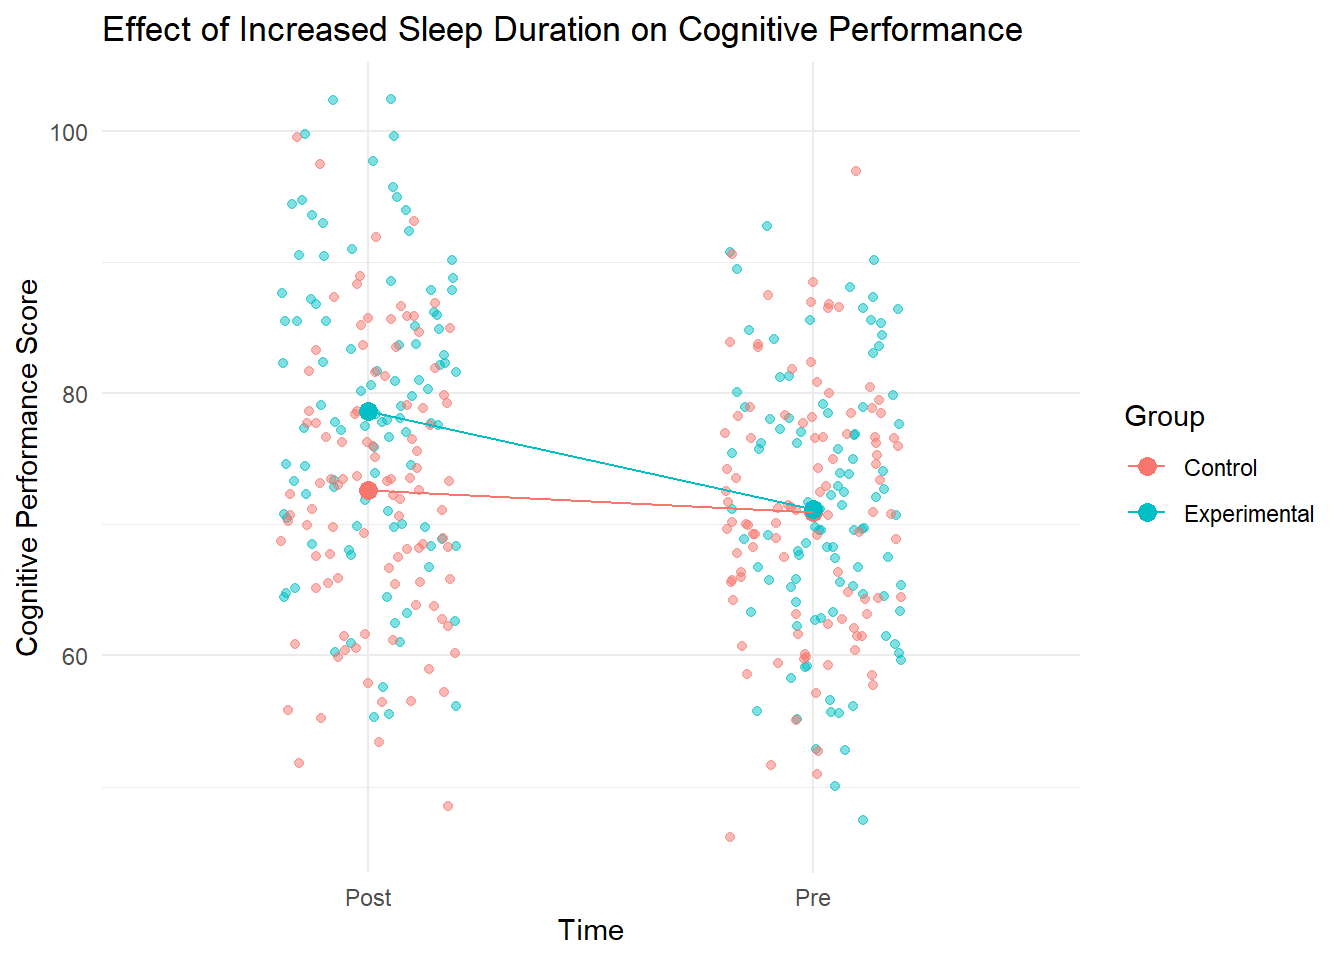 Effect of Increased Sleep Duration on Cognitive Performance
100
80
60
Cognitive Performance Score
Post
Pre
Time
Group
Control
Experimental